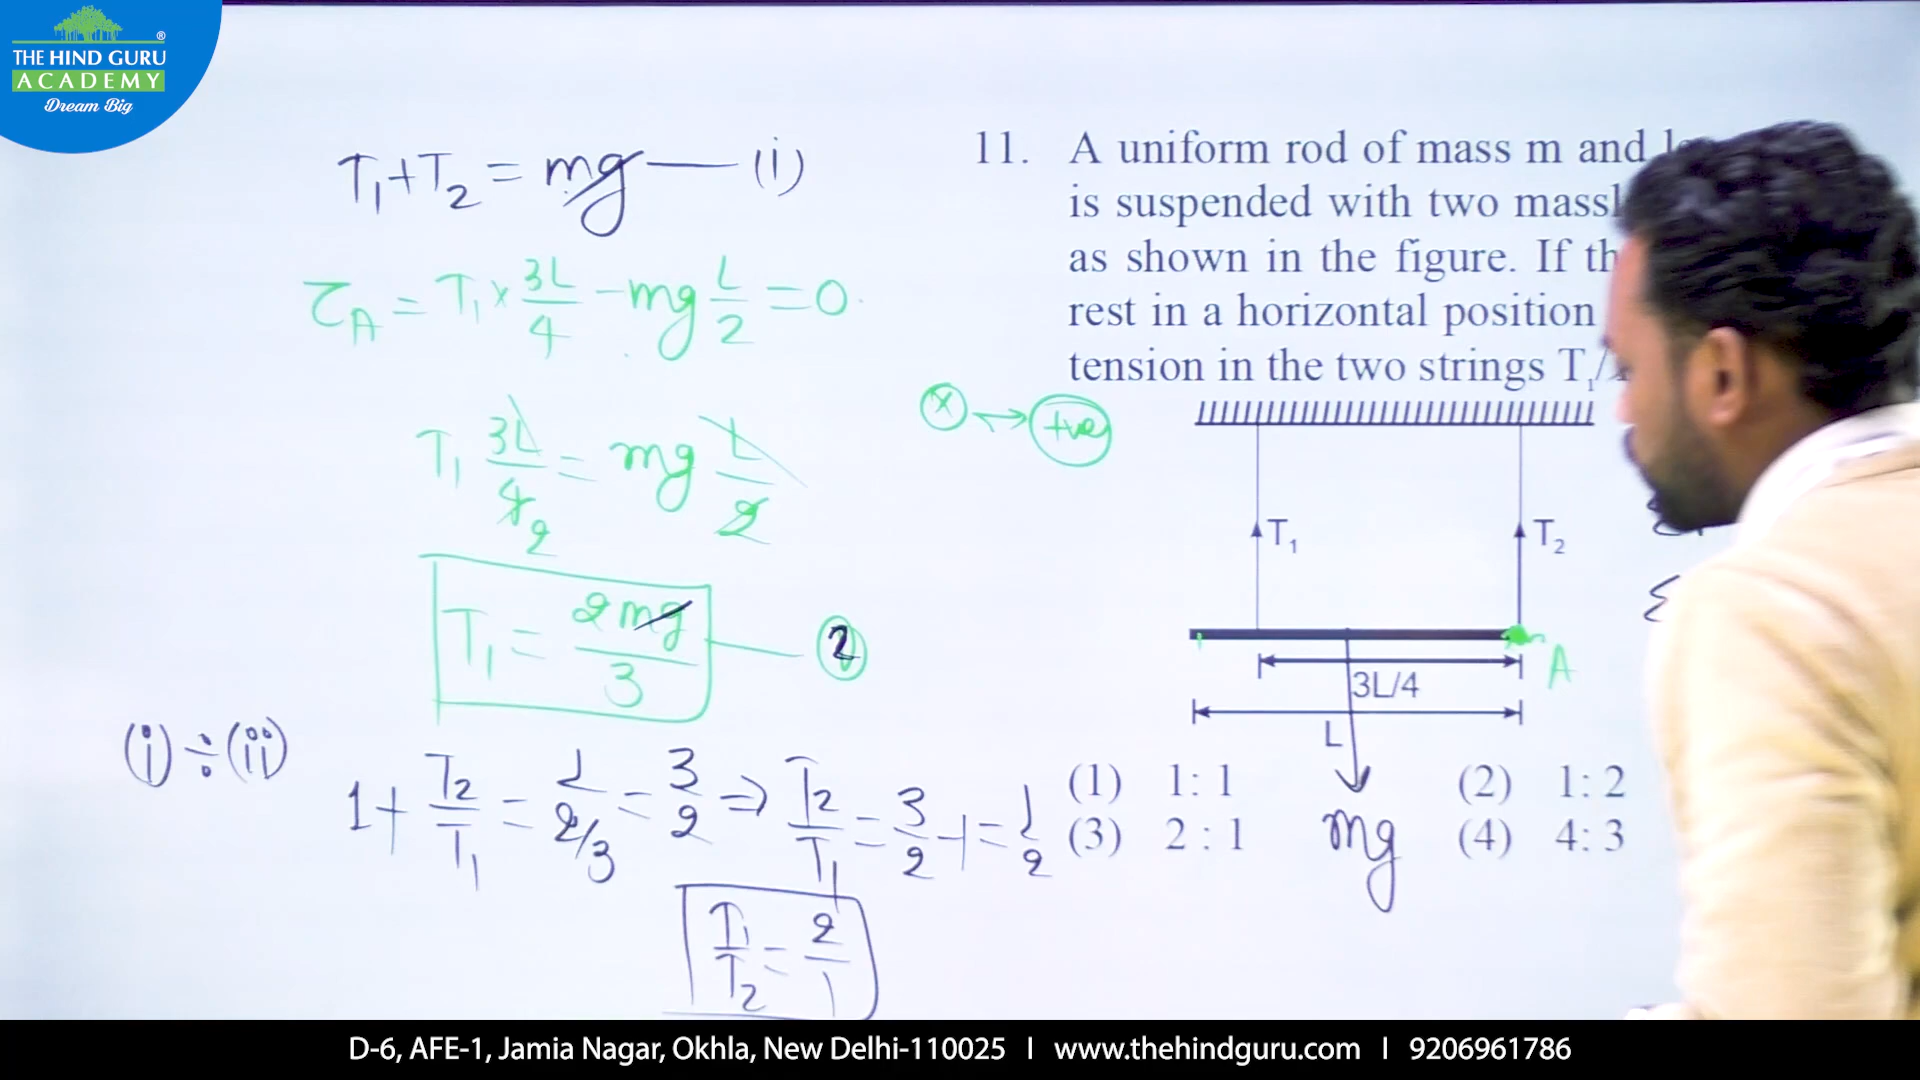 THE HIND GURU
ACADEMY
Dream Big
®
T₁+T₂ = mg — (i)
τ_A = T₁ × 3L/4 - mg L/2 = 0
T₁ 3L/4 2 = mg L/2
T₁ = 2mg/3 — 2
(i) ÷ (ii)
1+ T₂/T₁ = 1/2/3 = 3/2 ⇒ T₂/T₁ = 3/2 - 1 = 1/2
T₁/T₂ = 2/1
11. A uniform rod of mass m and
is suspended with two
as shown in the figure. If
rest in a horizontal position
tension in the two strings T₁/
x ↔ +ve
T₁
T₂
A
3L/4
L
mg
(1) 1: 1 (2) 1: 2
(3) 2 : 1 (4) 4: 3
D-6, AFE-1, Jamia Nagar, Okhla, New Delhi-110025 | www.thehindguru.com | 9206961786